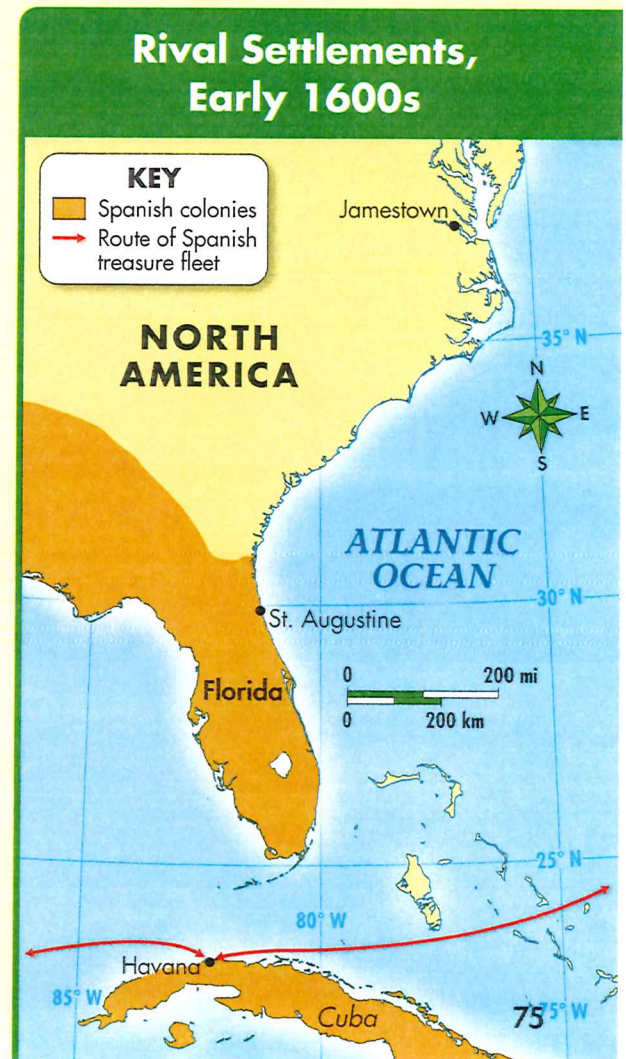 Rival Settlements,
Early 1600s
KEY
Spanish colonies
Route of Spanish
treasure fleet
Jamestown
NORTH
AMERICA
35° N
N
W
E
S
ATLANTIC
OCEAN
30° N
St. Augustine
Florida
0
200 mi
0
200 km
25° N
80° W
Havana
85° W
Cuba
75
75° W